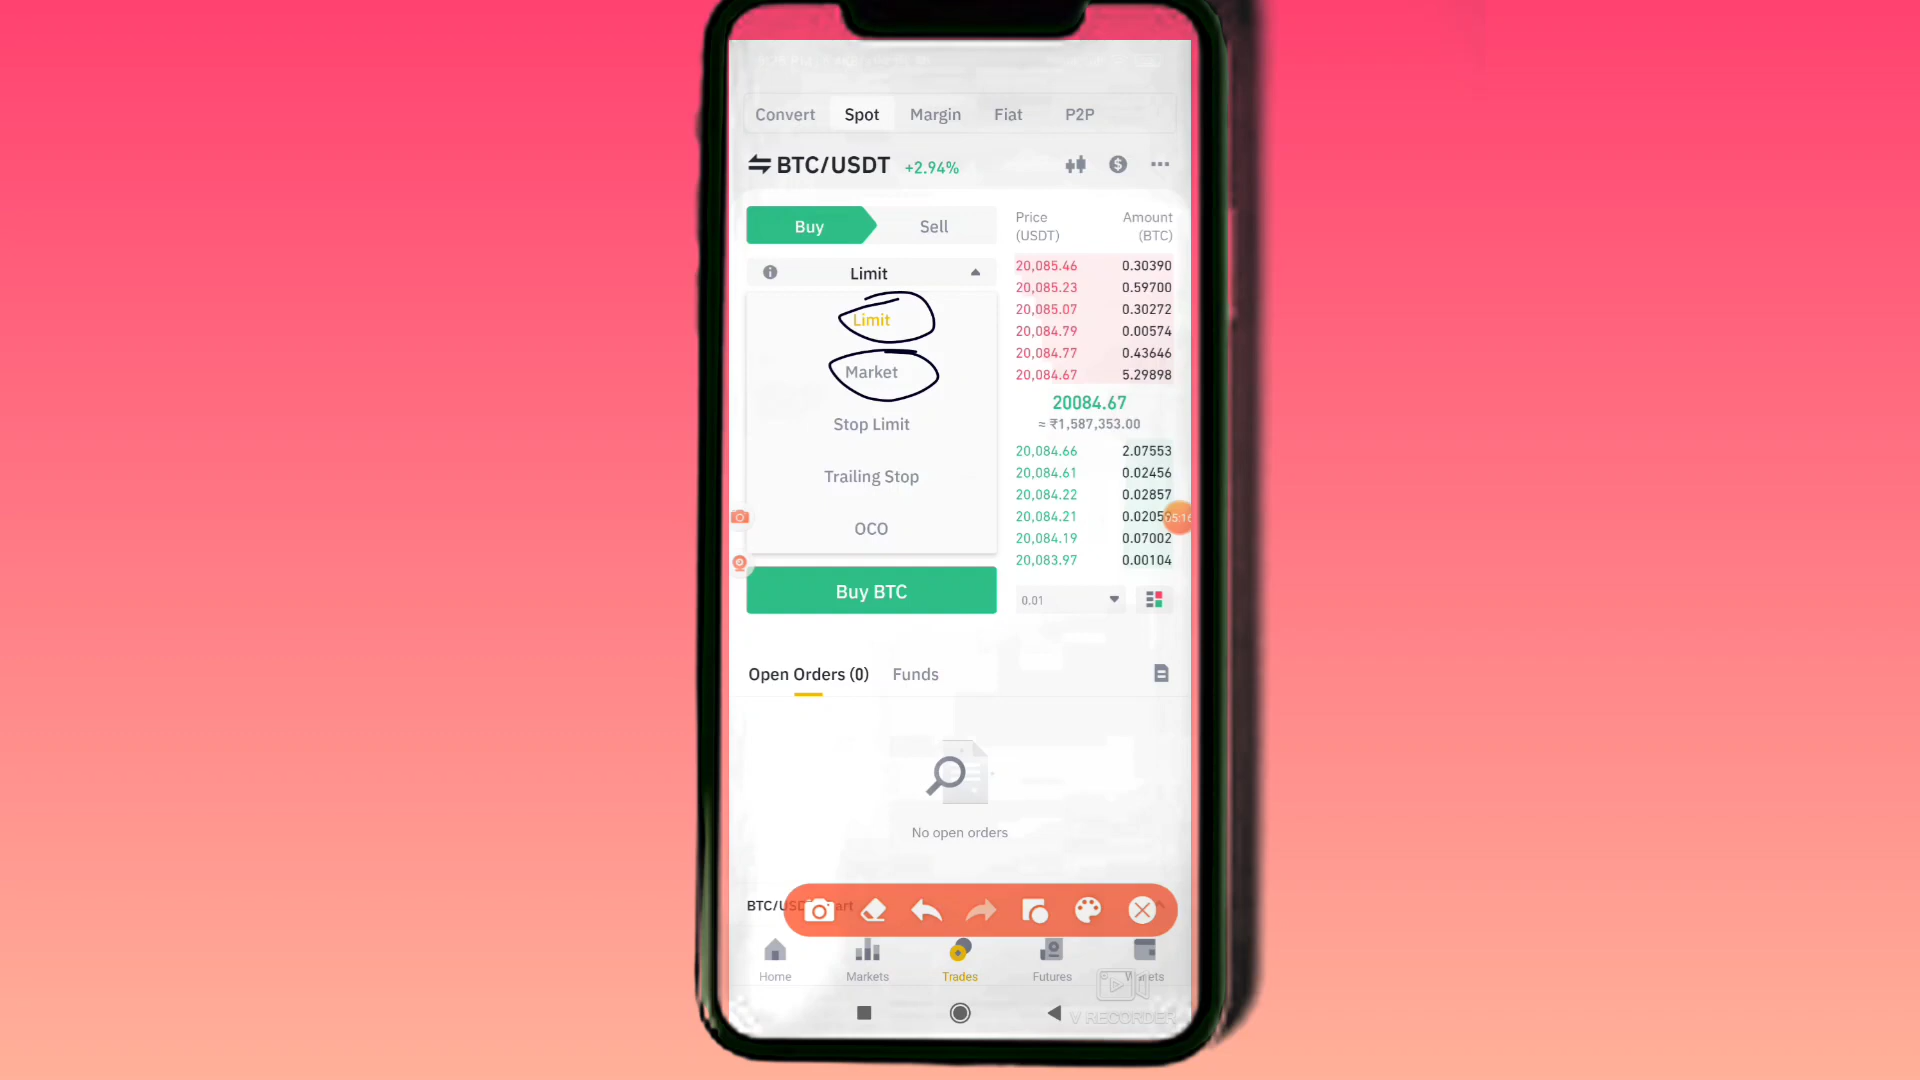 Convert Spot Margin Fiat P2P
BTC/USDT +2.94%
Buy Sell
Limit
Limit
Market
Stop Limit
Trailing Stop
OCO
Buy BTC
Price Amount
(USDT) (BTC)
20,085.46 0.30390
20,085.23 0.59700
20,085.07 0.30272
20,084.79 0.00574
20,084.77 0.43646
20,084.67 5.29898
20084.67
≈ ₹1,587,353.00
20,084.66 2.07553
20,084.61 0.02456
20,084.22 0.02857
20,084.21 0.0205
05:16
20,084.19 0.07002
20,083.97 0.00104
0.01
Open Orders (0) Funds
No open orders
Home Markets Trades Futures
V RECORDER